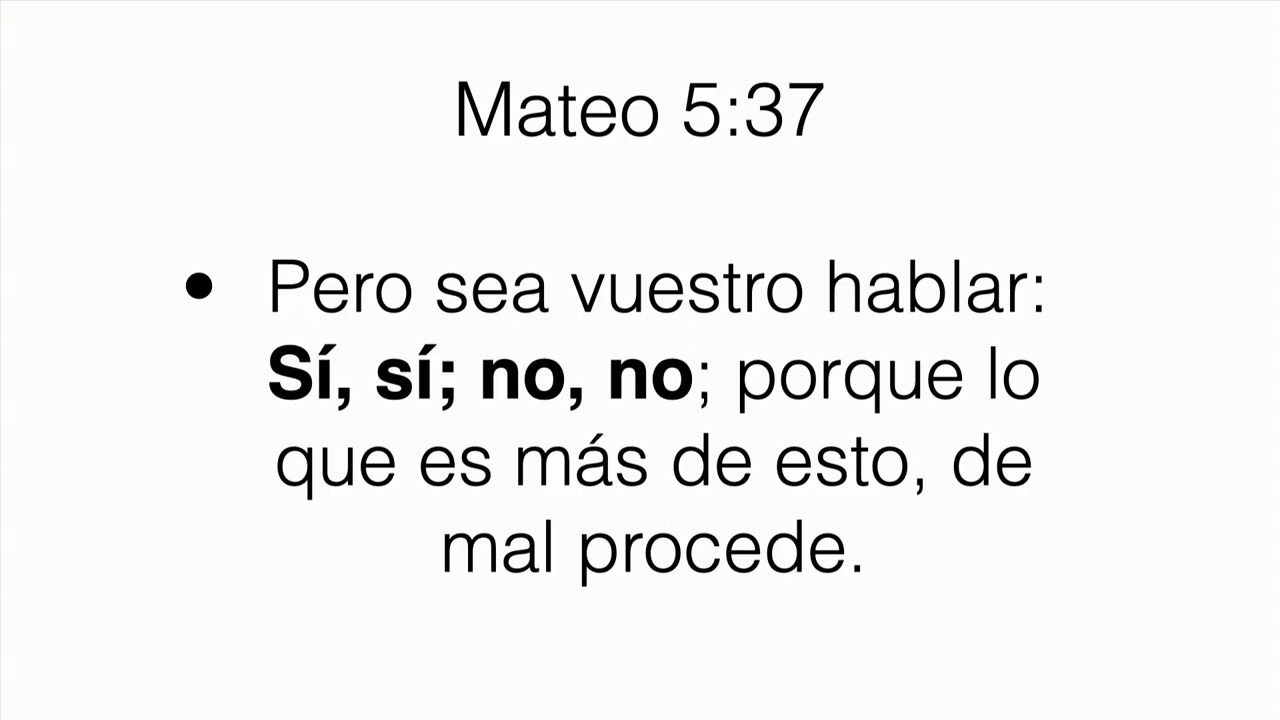 Mateo 5:37
• Pero sea vuestro hablar:
Sí, sí; no, no; porque lo
que es más de esto, de
mal procede.